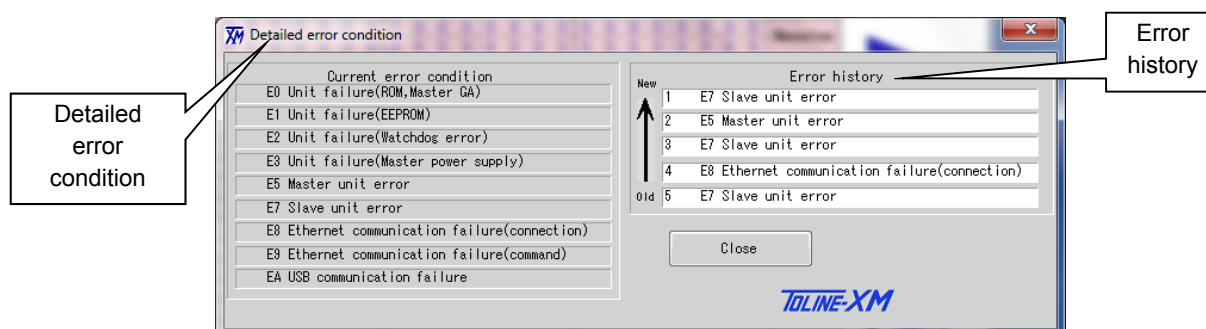 XM Detailed error condition
X
Detailed
error
condition
Error
history
Current error condition
E0 Unit failure(ROM,Master GA)
E1 Unit failure(EEPROM)
E2 Unit failure(Watchdog error)
E3 Unit failure(Master power supply)
E5 Master unit error
E7 Slave unit error
E8 Ethernet communication failure(connection)
E9 Ethernet communication failure(command)
EA USB communication failure
Error history
New
1 E7 Slave unit error
2 E5 Master unit error
3 E7 Slave unit error
4 E8 Ethernet communication failure(connection)
Old 5 E7 Slave unit error
Close
TOLINE-XM